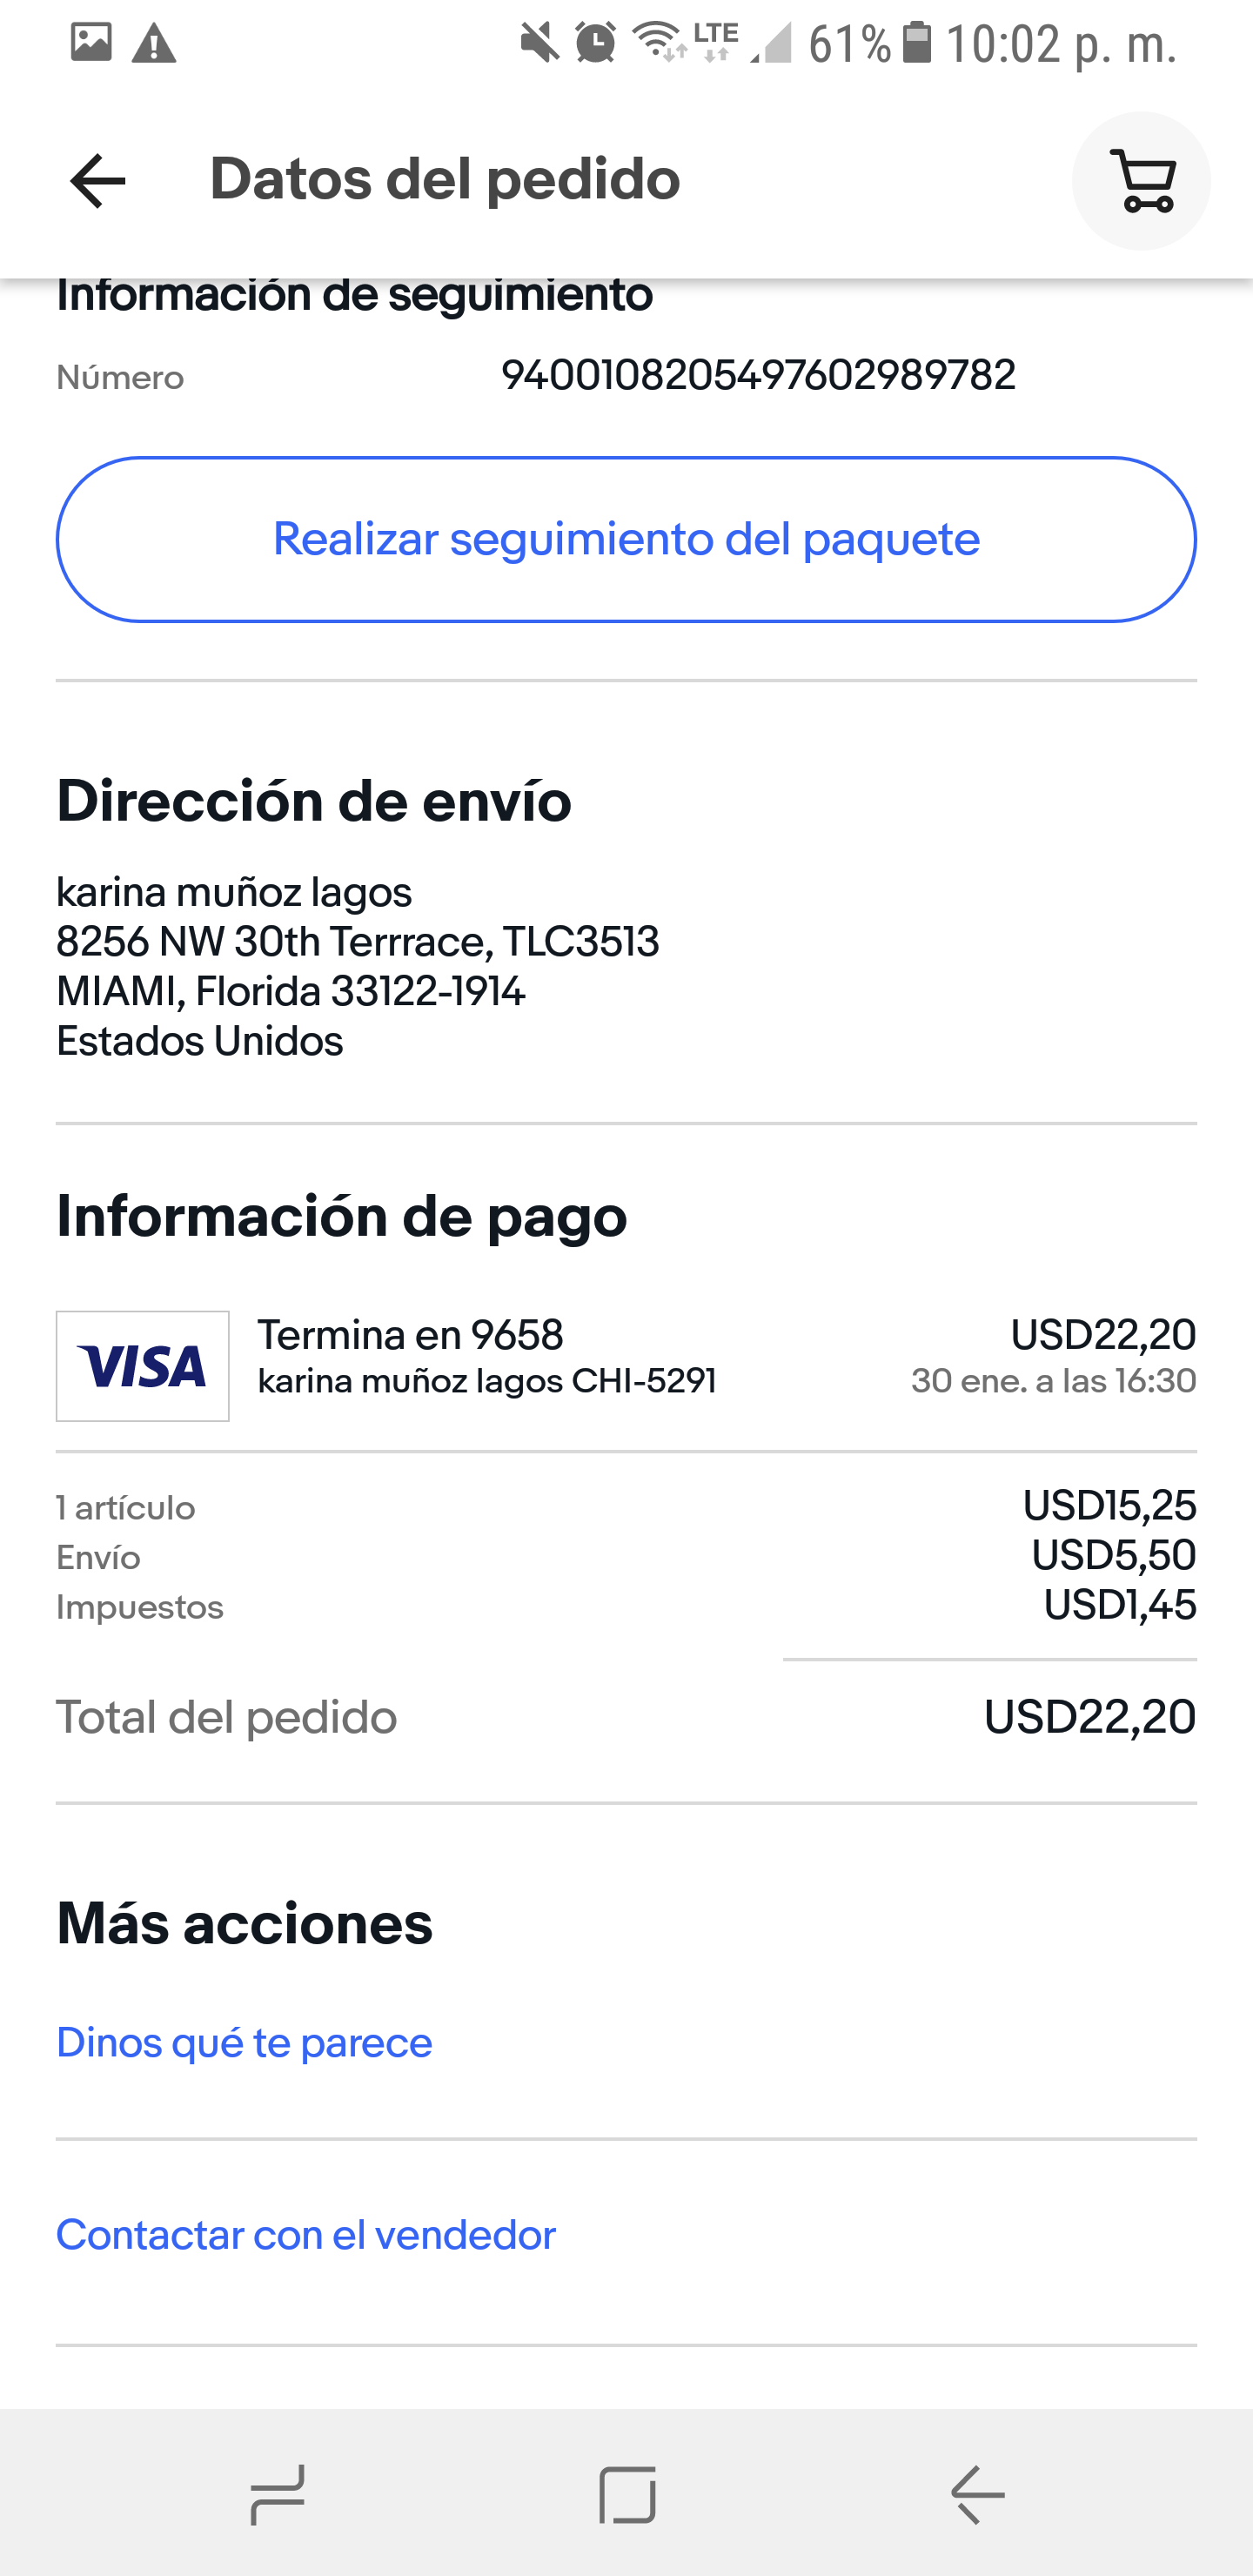 LTE 61% 10:02 p. m.
Datos del pedido
Información de seguimiento
Número 9400108205497602989782
Realizar seguimiento del paquete
Dirección de envío
karina muñoz lagos
8256 NW 30th Terrrace, TLC3513
MIAMI, Florida 33122-1914
Estados Unidos
Información de pago
VISA Termina en 9658 USD22,20
karina muñoz lagos CHI-5291 30 ene. a las 16:30
1 artículo USD15,25
Envío USD5,50
Impuestos USD1,45
Total del pedido USD22,20
Más acciones
Dinos qué te parece
Contactar con el vendedor